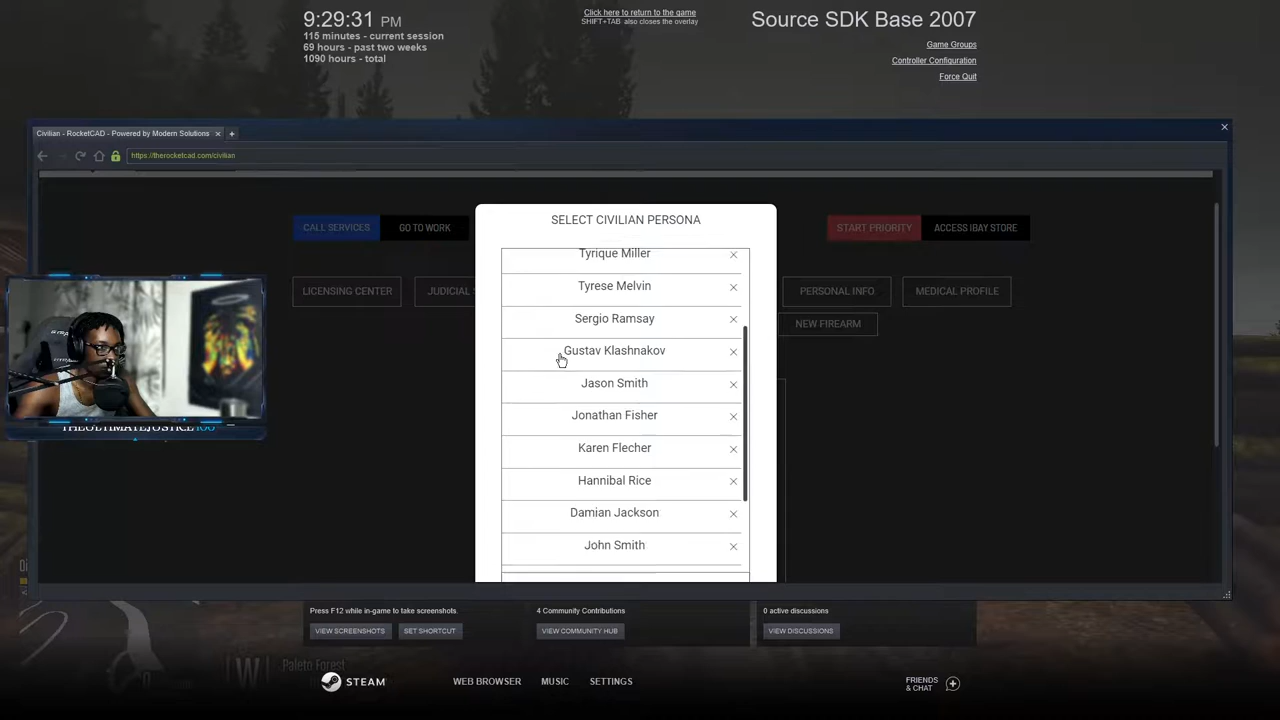 9:29:31 PM
115 minutes - current session
69 hours - past two weeks
1090 hours - total
Click here to return to the game
SHIFT+TAB also closes the overlay
Source SDK Base 2007
Game Groups
Controller Configuration
Force Quit
Civilian - RocketCAD - Powered by Modern Solutions
https://therocketcad.com/civilian
CALL SERVICES
GO TO WORK
START PRIORITY
ACCESS IBAY STORE
LICENSING CENTER
JUDICIAL
PERSONAL INFO
MEDICAL PROFILE
NEW FIREARM
SELECT CIVILIAN PERSONA
Tyrique Miller
Tyrese Melvin
Sergio Ramsay
Gustav Klashnakov
Jason Smith
Jonathan Fisher
Karen Flecher
Hannibal Rice
Damian Jackson
John Smith
THEULTIMATEJUSTICE100
Press F12 while in-game to take screenshots.
VIEW SCREENSHOTS
SET SHORTCUT
4 Community Contributions
VIEW COMMUNITY HUB
0 active discussions
VIEW DISCUSSIONS
W
Paleto Forest
STEAM
WEB BROWSER
MUSIC
SETTINGS
FRIENDS
& CHAT